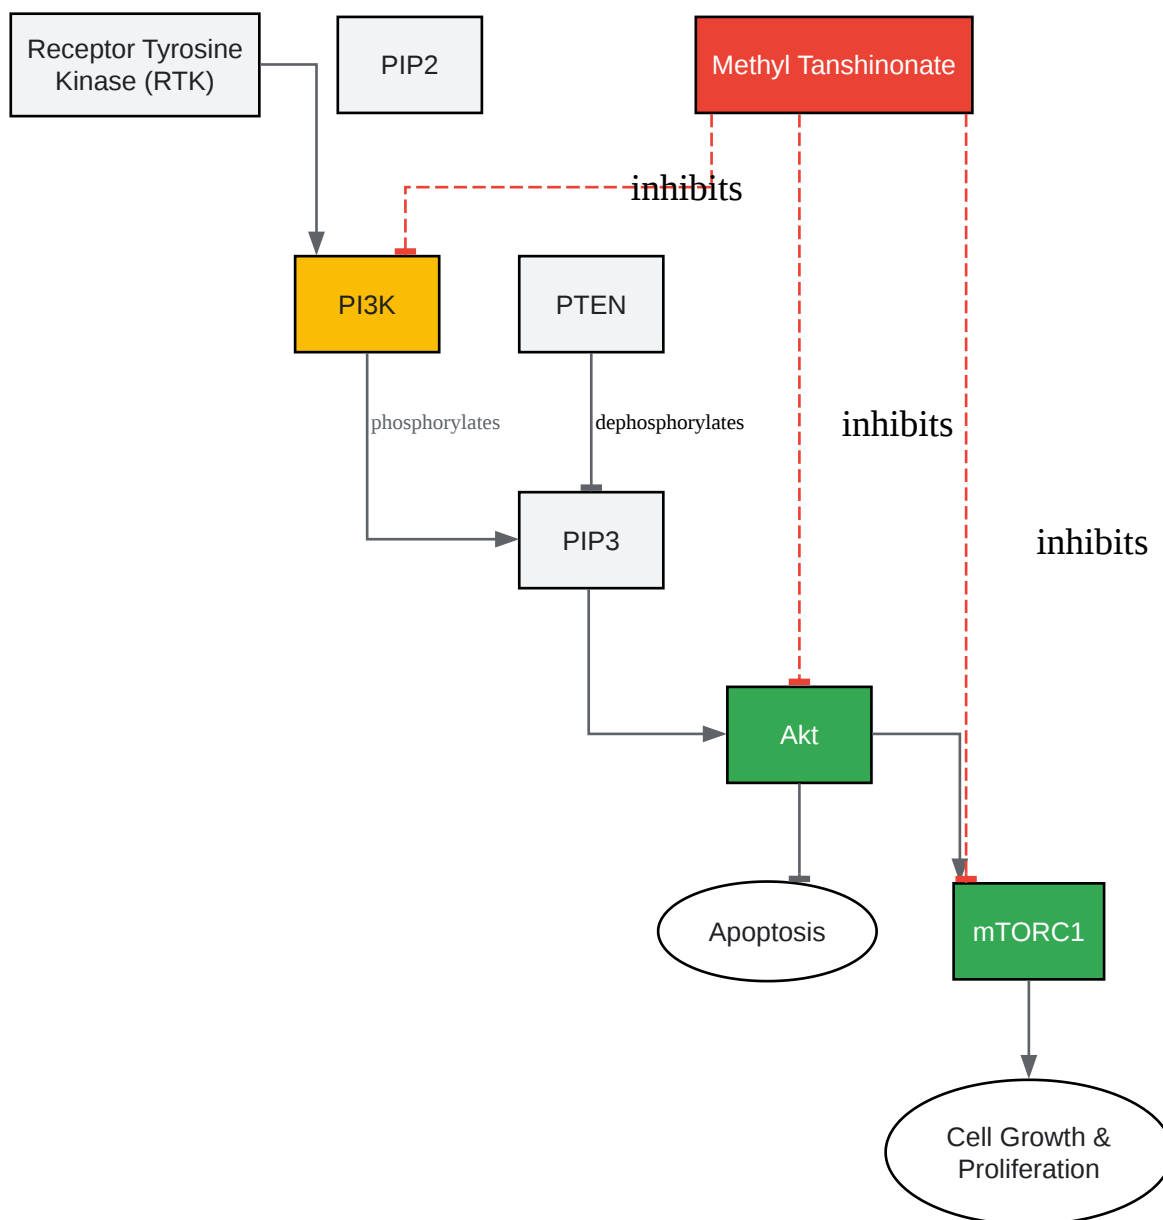 Receptor Tyrosine
Kinase (RTK)
PIP2
Methyl Tanshinonate
inhibits
PI3K
PTEN
phosphorylates
dephosphorylates
inhibits
PIP3
inhibits
Akt
Apoptosis
mTORC1
Cell Growth &
Proliferation